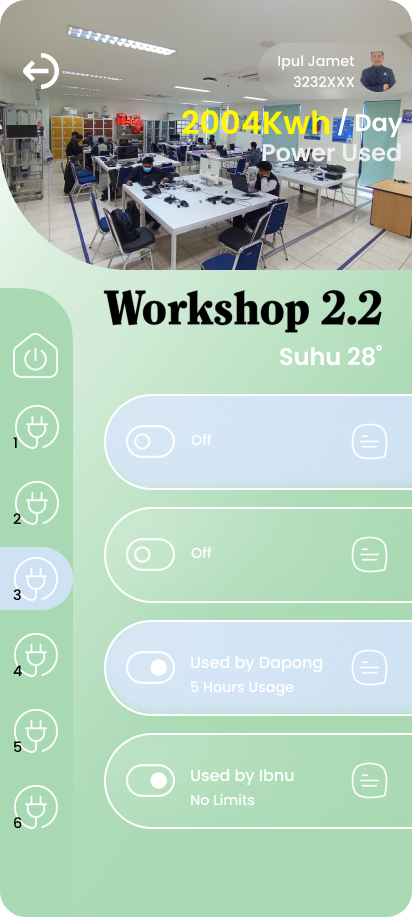 Ipul Jamet
3232XXX
2004Kwh / Day
Power Used
Workshop 2.2
Suhu 28°
1
2
3
4
5
6
Off
Off
Used by Dapong
5 Hours Usage
Used by Ibnu
No Limits